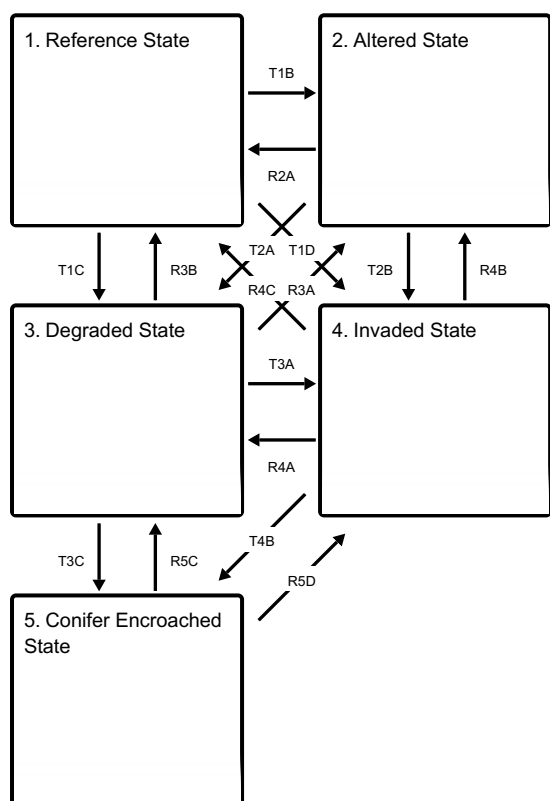 1. Reference State
2. Altered State
T1B
R2A
T2A
T1D
T1C
R3B
T2B
R4B
R4C
R3A
3. Degraded State
4. Invaded State
T3A
R4A
T4B
T3C
R5C
R5D
5. Conifer Encroached
State